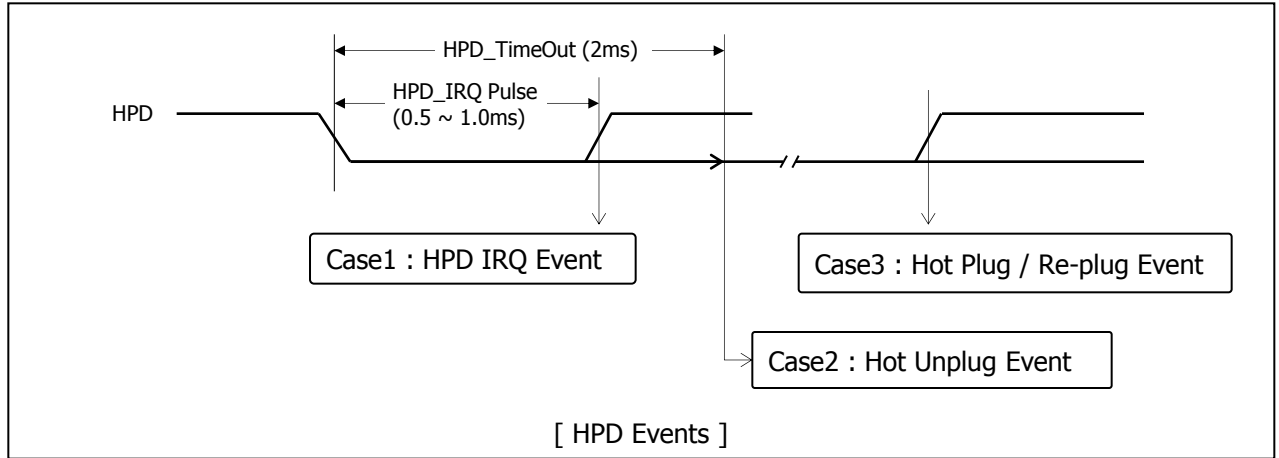 HPD_TimeOut (2ms)
HPD_IRQ Pulse
(0.5 ~ 1.0ms)
HPD
Case1 : HPD IRQ Event
Case3 : Hot Plug / Re-plug Event
Case2 : Hot Unplug Event
[ HPD Events ]